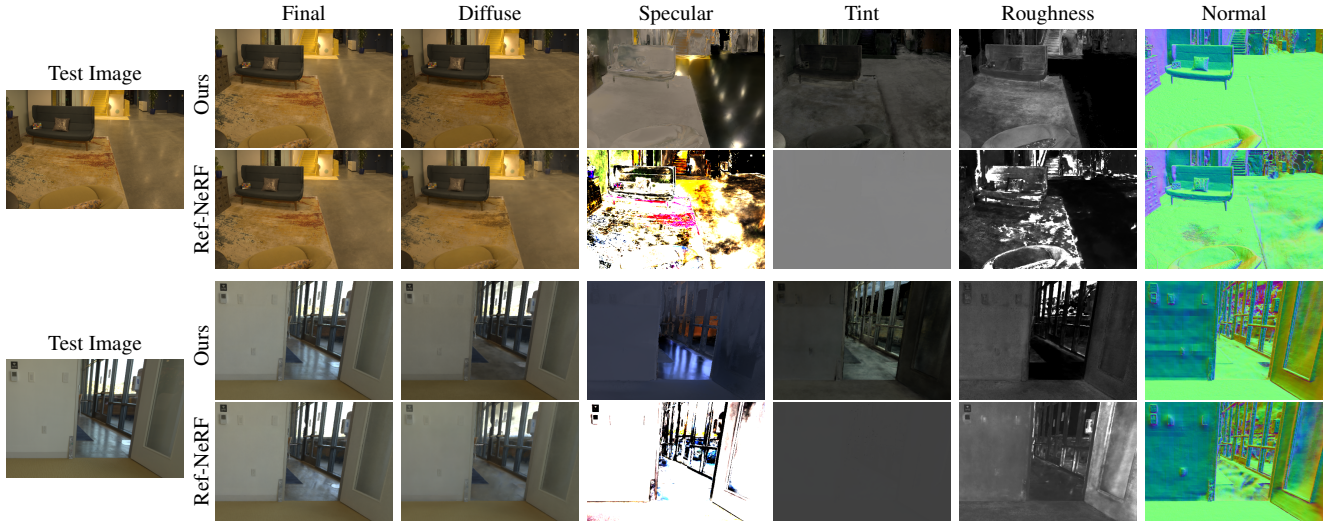 Final Diffuse Specular Tint Roughness Normal
Test Image
Ours
Ref-NeRF
Test Image
Ours
Ref-NeRF